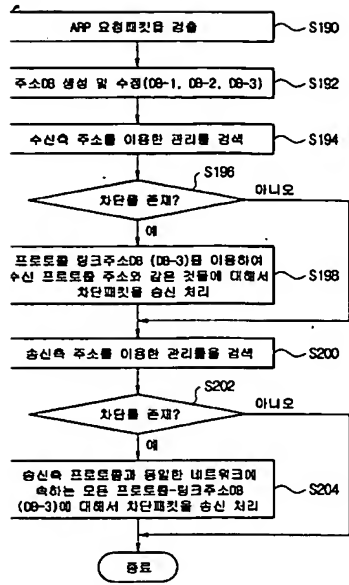 ARP 요청패킷을 검출
S190
주소DB 생성 및 수정(DB-1, DB-2, DB-3)
S192
수신측 주소를 이용한 관리룰 검색
S194
S196
차단룰 존재?
아니오
예
프로토콜 링크주소DB (DB-3)를 이용하여
수신 프로토콜 주소와 같은 것들에 대해서
차단패킷을 송신 처리
S198
송신측 주소를 이용한 관리룰을 검색
S200
S202
차단룰 존재?
아니오
예
송신측 프로토콜과 동일한 네트워크에
속하는 모든 프로토콜-링크주소DB
(DB-3)에 대해서 차단패킷을 송신 처리
S204
종료